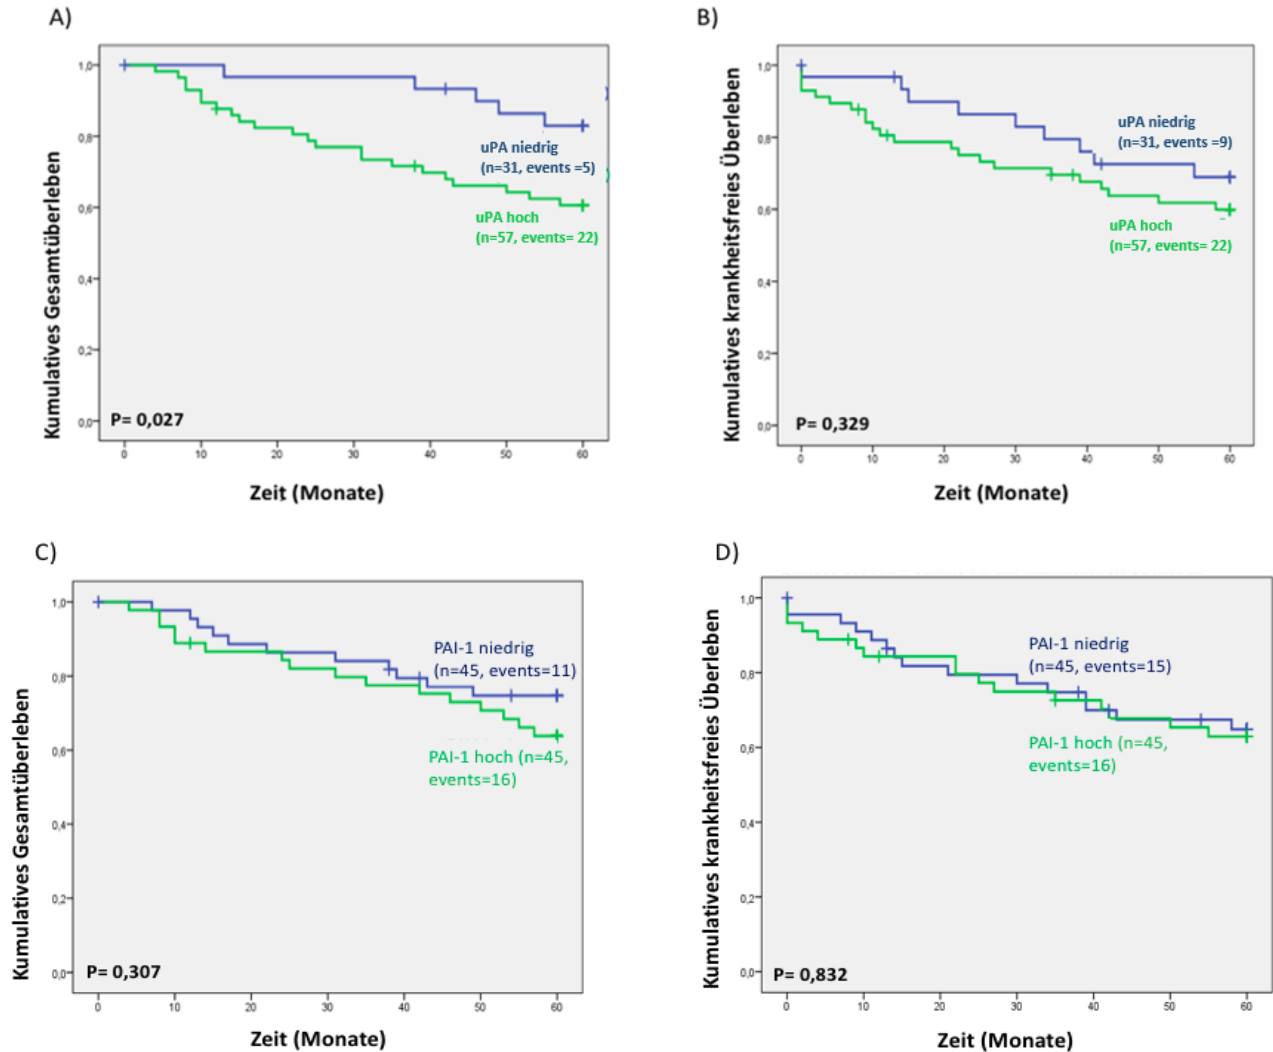 A)
Kumulatives Gesamtüberleben
1,0
0,8
0,6
0,4
0,2
0,0
uPA niedrig
(n=31, events =5)
uPA hoch
(n=57, events= 22)
P= 0,027
0 10 20 30 40 50 60
Zeit (Monate)
B)
Kumulatives krankheitsfreies Überleben
1,0
0,8
0,6
0,4
0,2
0,0
uPA niedrig
(n=31, events =9)
uPA hoch
(n=57, events= 22)
P= 0,329
0 10 20 30 40 50 60
Zeit (Monate)
C)
Kumulatives Gesamtüberleben
1,0
0,8
0,6
0,4
0,2
0,0
PAI-1 niedrig
(n=45, events=11)
PAI-1 hoch (n=45,
events=16)
P= 0,307
0 10 20 30 40 50 60
Zeit (Monate)
D)
Kumulatives krankheitsfreies Überleben
1,0
0,8
0,6
0,4
0,2
0,0
PAI-1 niedrig
(n=45, events=15)
PAI-1 hoch (n=45,
events=16)
P= 0,832
0 10 20 30 40 50 60
Zeit (Monate)